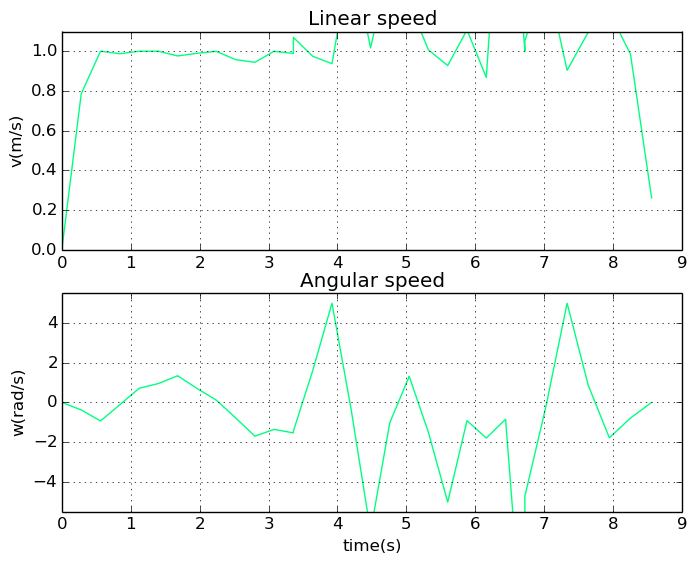 Linear speed
1.0
0.8
0.6
0.4
0.2
0.0
v(m/s)
0 1 2 3 4 5 6 7 8 9
Angular speed
4
2
0
−2
−4
w(rad/s)
0 1 2 3 4 5 6 7 8 9
time(s)